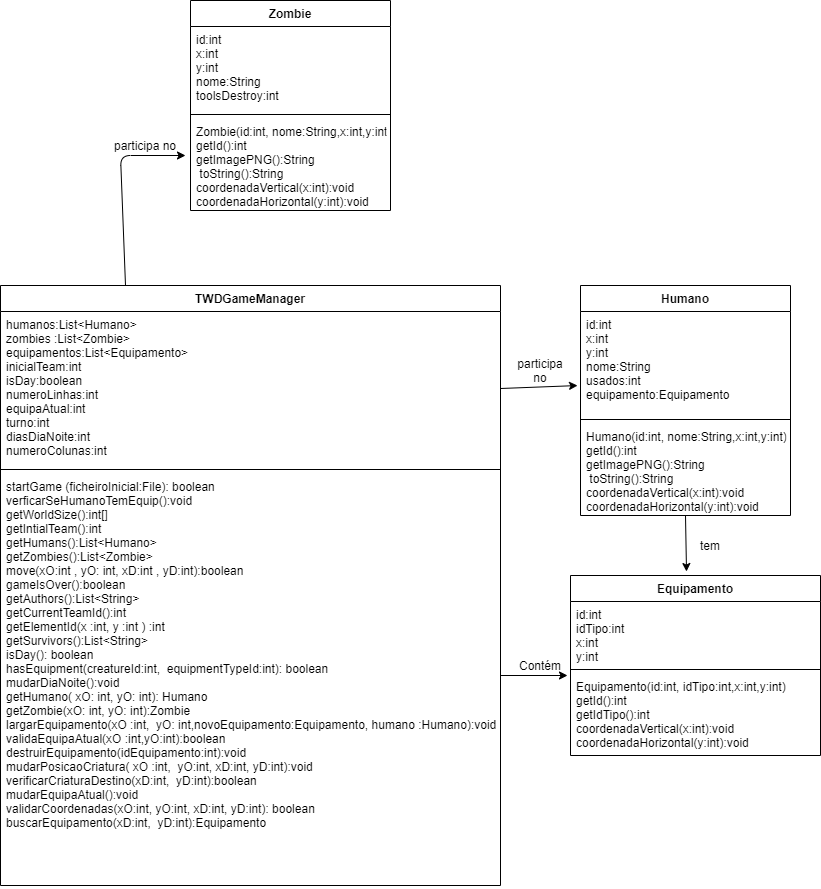 Zombie
id:int
x:int
y:int
nome:String
toolsDestroy:int
Zombie(id:int, nome:String,x:int,y:int
getId():int
getImagePNG():String
toString():String
coordenadaVertical(x:int):void
coordenadaHorizontal(y:int):void
participa no
TWDGameManager
humanos:List<Humano>
zombies :List<Zombie>
equipamentos:List<Equipamento>
inicialTeam:int
isDay:boolean
numeroLinhas:int
equipaAtual:int
turno:int
diasDiaNoite:int
numeroColunas:int
startGame (ficheiroInicial:File): boolean
verficarSeHumanoTemEquip():void
getWorldSize():int[]
getIntialTeam():int
getHumans():List<Humano>
getZombies():List<Zombie>
move(xO:int , yO: int, xD:int , yD:int):boolean
gameIsOver():boolean
getAuthors():List<String>
getCurrentTeamId():int
getElementId(x :int, y :int ) :int
getSurvivors():List<String>
isDay(): boolean
hasEquipment(creatureId:int, equipmentTypeId:int): boolean
mudarDiaNoite():void
getHumano( xO: int, yO: int): Humano
getZombie(xO: int, yO: int):Zombie
largarEquipamento(xO :int, yO: int,novoEquipamento:Equipamento, humano :Humano):void
validaEquipaAtual(xO :int,yO:int):boolean
destruirEquipamento(idEquipamento:int):void
mudarPosicaoCriatura( xO :int, yO:int, xD:int, yD:int):void
verificarCriaturaDestino(xD:int, yD:int):boolean
mudarEquipaAtual():void
validarCoordenadas(xO:int, yO:int, xD:int, yD:int): boolean
buscarEquipamento(xD:int, yD:int):Equipamento
participa
no
Humano
id:int
x:int
y:int
nome:String
usados:int
equipamento:Equipamento
Humano(id:int, nome:String,x:int,y:int)
getId():int
getImagePNG():String
toString():String
coordenadaVertical(x:int):void
coordenadaHorizontal(y:int):void
tem
Contêm
Equipamento
id:int
idTipo:int
x:int
y:int
Equipamento(id:int, idTipo:int,x:int,y:int)
getId():int
getIdTipo():int
coordenadaVertical(x:int):void
coordenadaHorizontal(y:int):void